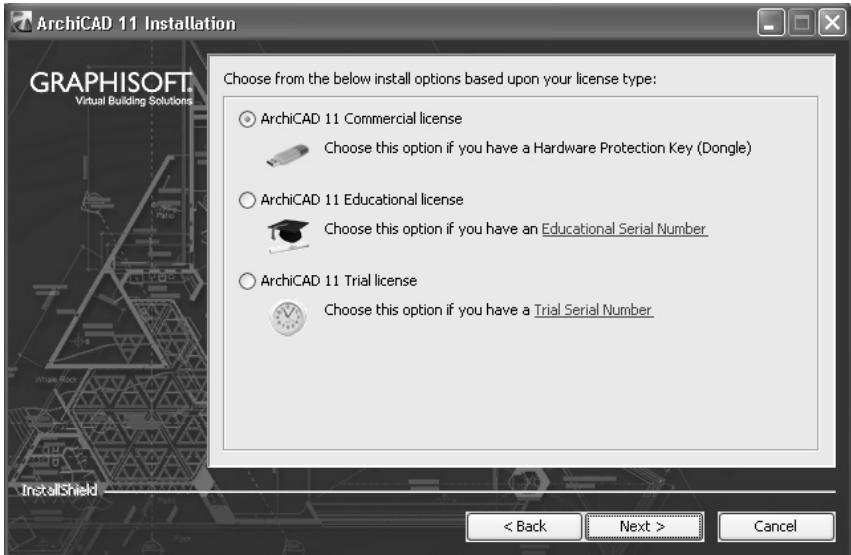 ArchiCAD 11 Installation
GRAPHISOFT.
Virtual Building Solutions
Choose from the below install options based upon your license type:
ArchiCAD 11 Commercial license
Choose this option if you have a Hardware Protection Key (Dongle)
ArchiCAD 11 Educational license
Choose this option if you have an Educational Serial Number
ArchiCAD 11 Trial license
Choose this option if you have a Trial Serial Number
Patio
Whale Rock
InstallShield
< Back
Next >
Cancel